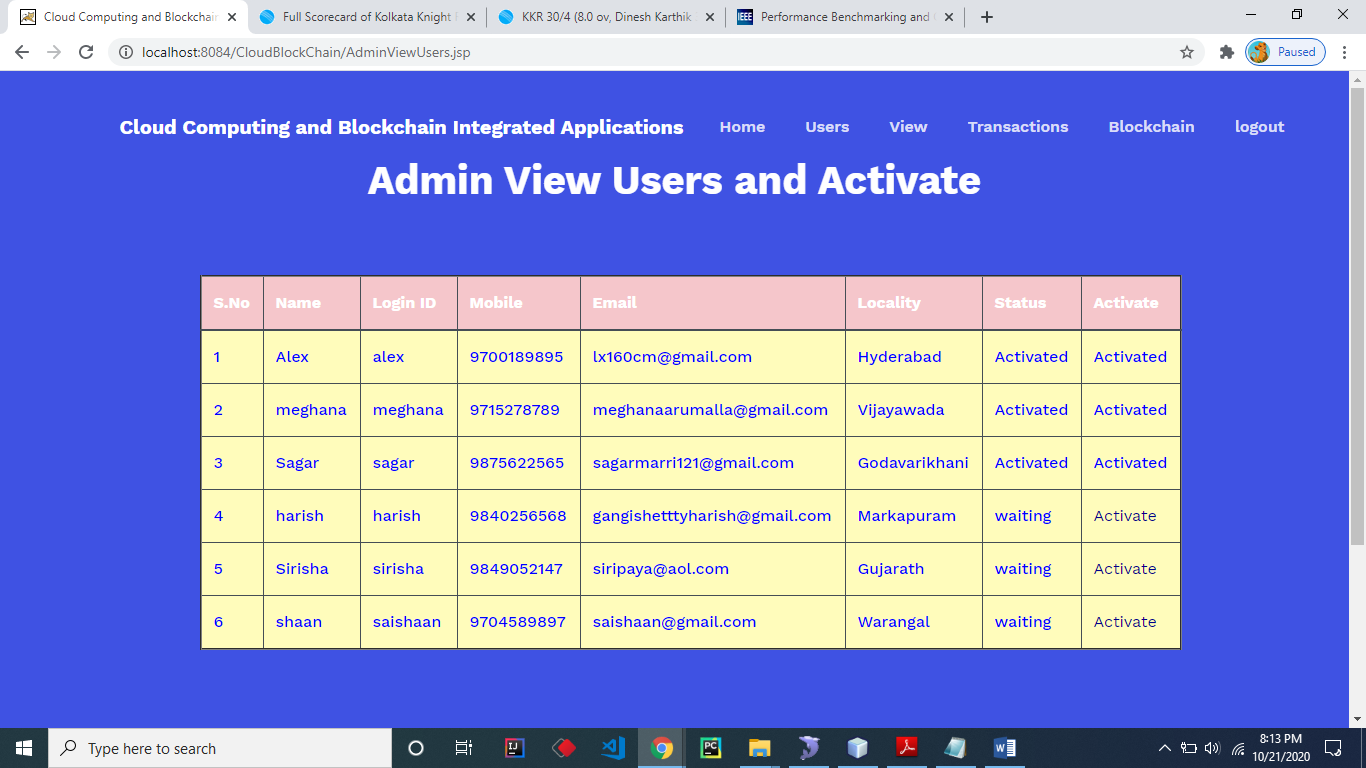 Cloud Computing and Blockchain
Full Scorecard of Kolkata Knight
KKR 30/4 (8.0 ov, Dinesh Karthik
IEEE Performance Benchmarking and
localhost:8084/CloudBlockChain/AdminViewUsers.jsp
Paused
Cloud Computing and Blockchain Integrated Applications Home Users View Transactions Blockchain logout
Admin View Users and Activate
S.No Name Login ID Mobile Email Locality Status Activate
1 Alex alex 9700189895 lx160cm@gmail.com Hyderabad Activated Activated
2 meghana meghana 9715278789 meghanaarumalla@gmail.com Vijayawada Activated Activated
3 Sagar sagar 9875622565 sagarmarri121@gmail.com Godavarikhani Activated Activated
4 harish harish 9840256568 gangishetttyharish@gmail.com Markapuram waiting Activate
5 Sirisha sirisha 9849052147 siripaya@aol.com Gujarath waiting Activate
6 shaan saishaan 9704589897 saishaan@gmail.com Warangal waiting Activate
Type here to search
IJ
PC
8:13 PM
10/21/2020